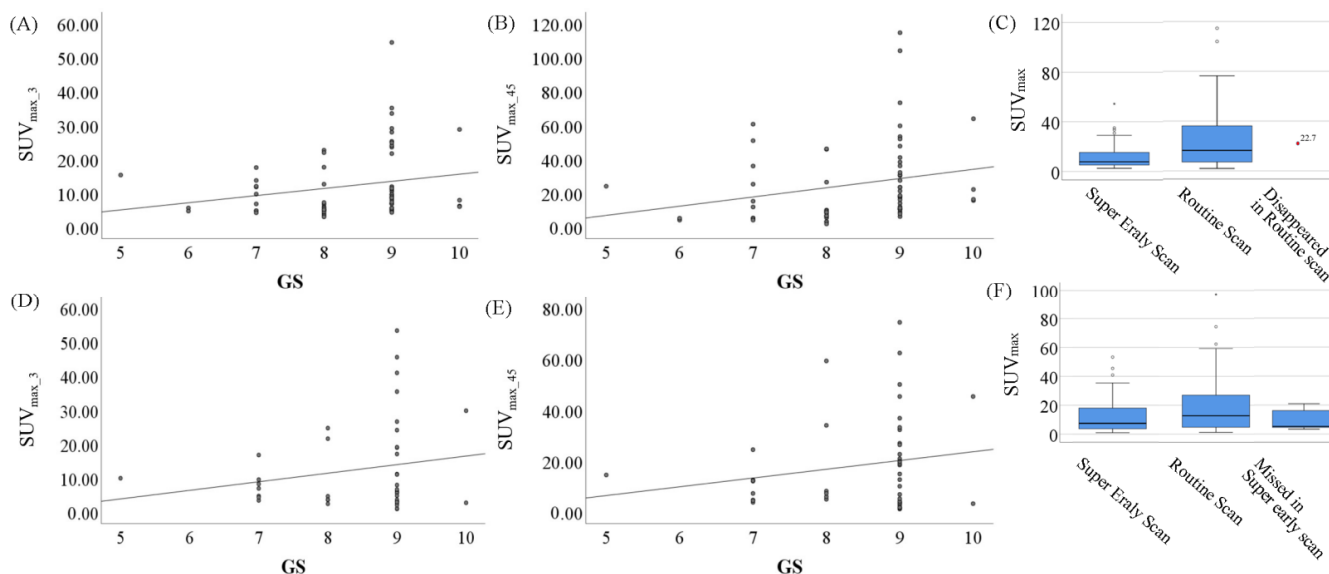 (A)
SUVmax_3
60.00
50.00
40.00
30.00
20.00
10.00
0.00
5 6 7 8 9 10
GS
(B)
SUVmax_45
120.00
100.00
80.00
60.00
40.00
20.00
0.00
5 6 7 8 9 10
GS
(C)
SUVmax
120
80
40
0
22.7
Super Eraly Scan
Routine Scan
Disappeared
in Routine scan
(D)
SUVmax_3
60.00
50.00
40.00
30.00
20.00
10.00
0.00
5 6 7 8 9 10
GS
(E)
SUVmax_45
80.00
60.00
40.00
20.00
0.00
5 6 7 8 9 10
GS
(F)
SUVmax
100
80
60
40
20
0
Super Eraly Scan
Routine Scan
Missed in
Super early scan